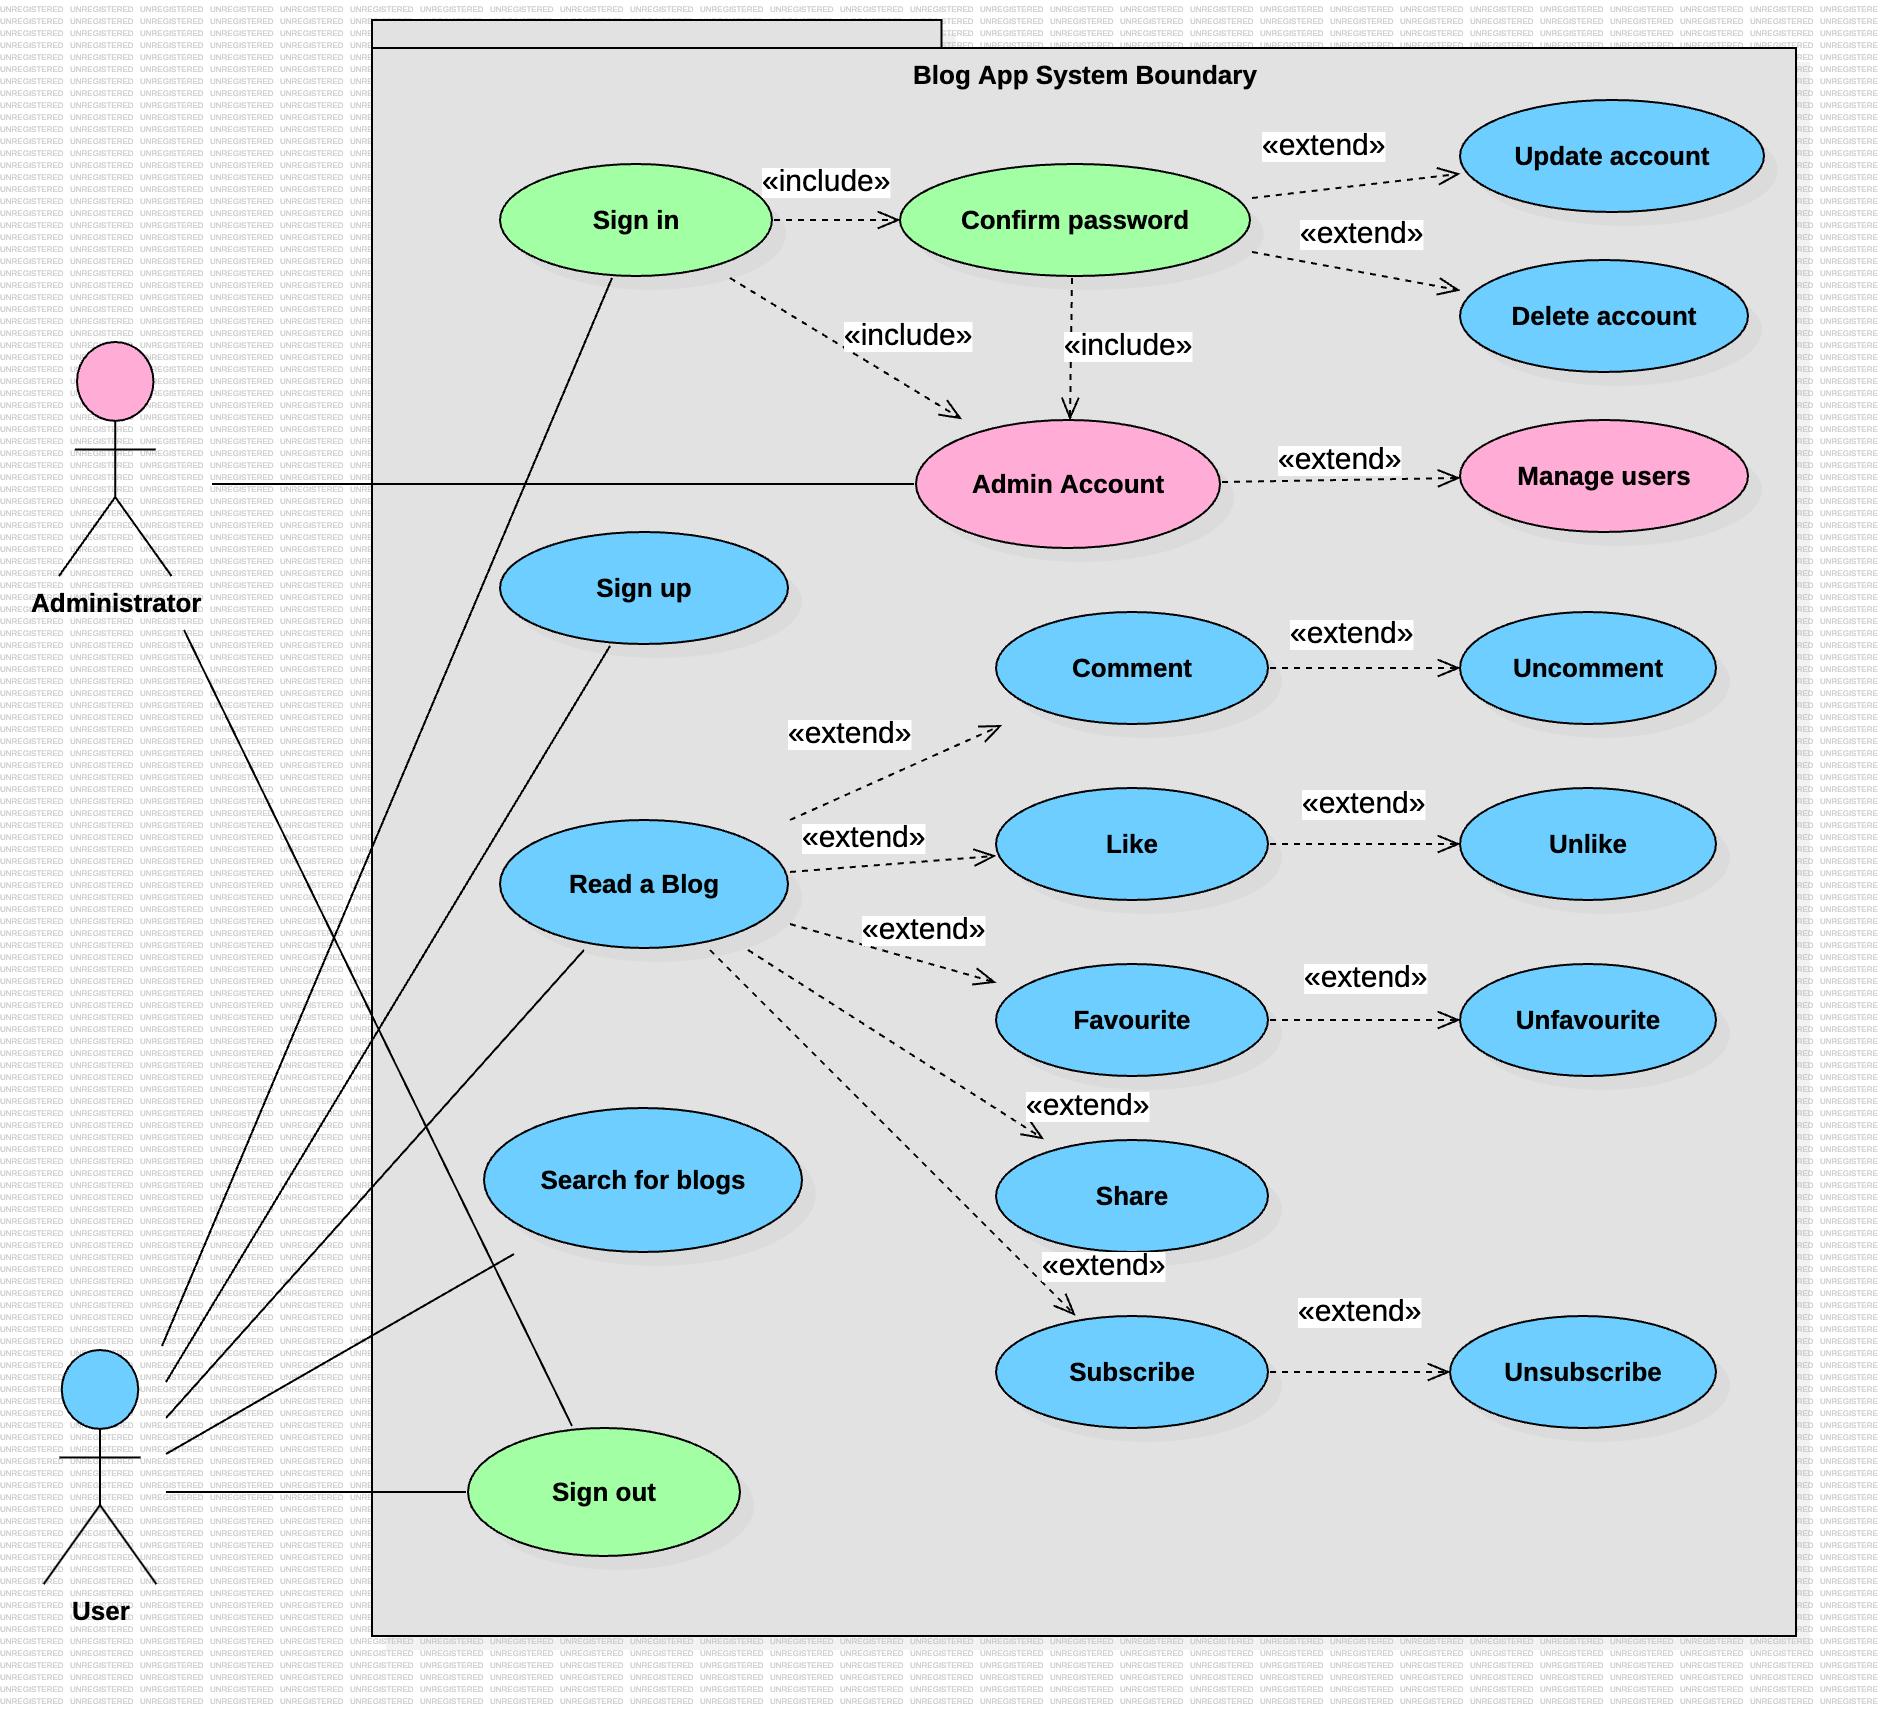 Blog App System Boundary
«extend»
Update account
«include»
Sign in
Confirm password
«extend»
Delete account
«include»
«include»
«extend»
Admin Account
Manage users
Administrator
Sign up
«extend»
Comment
Uncomment
«extend»
«extend»
«extend»
Like
Unlike
Read a Blog
«extend»
«extend»
Favourite
Unfavourite
«extend»
Search for blogs
Share
«extend»
«extend»
Subscribe
Unsubscribe
Sign out
User
UNREGISTERED